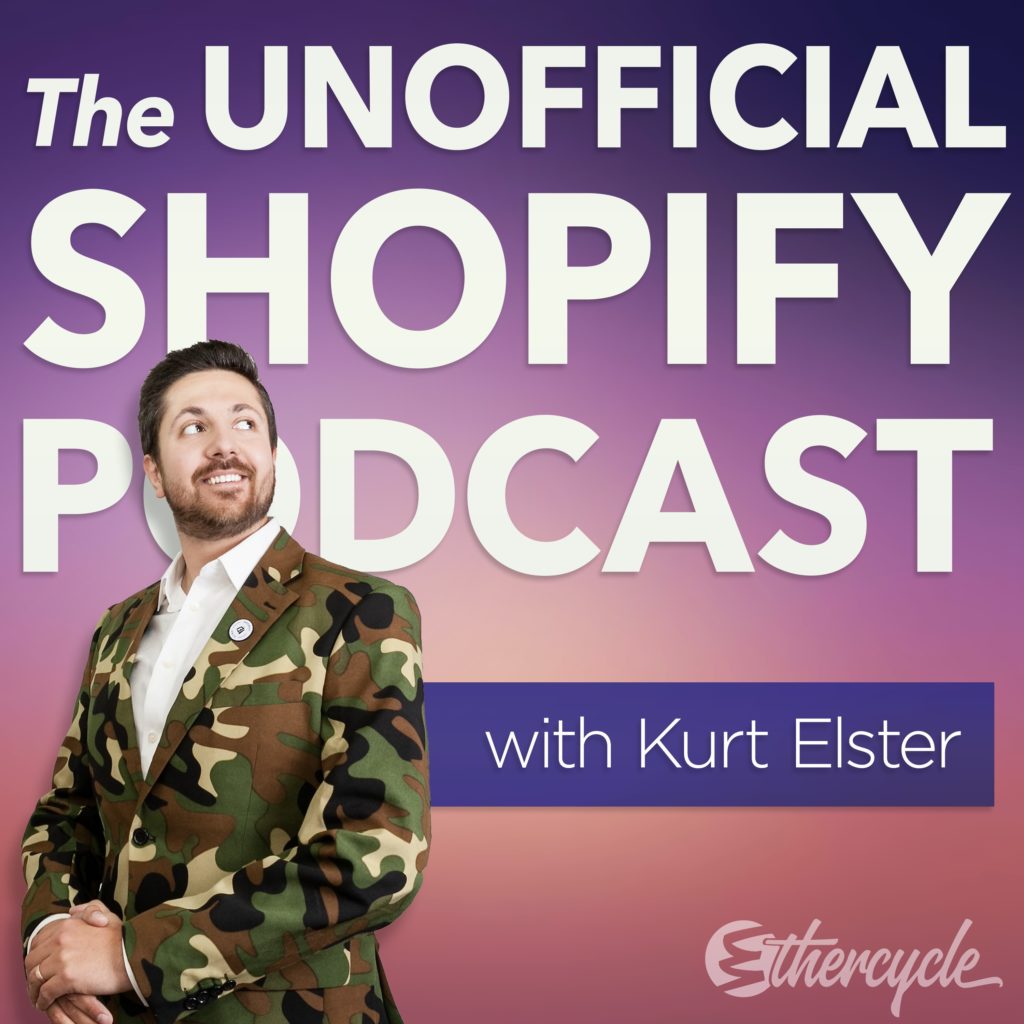 The UNOFFICIAL
SHOPIFY
PODCAST
with Kurt Elster
Ethercycle